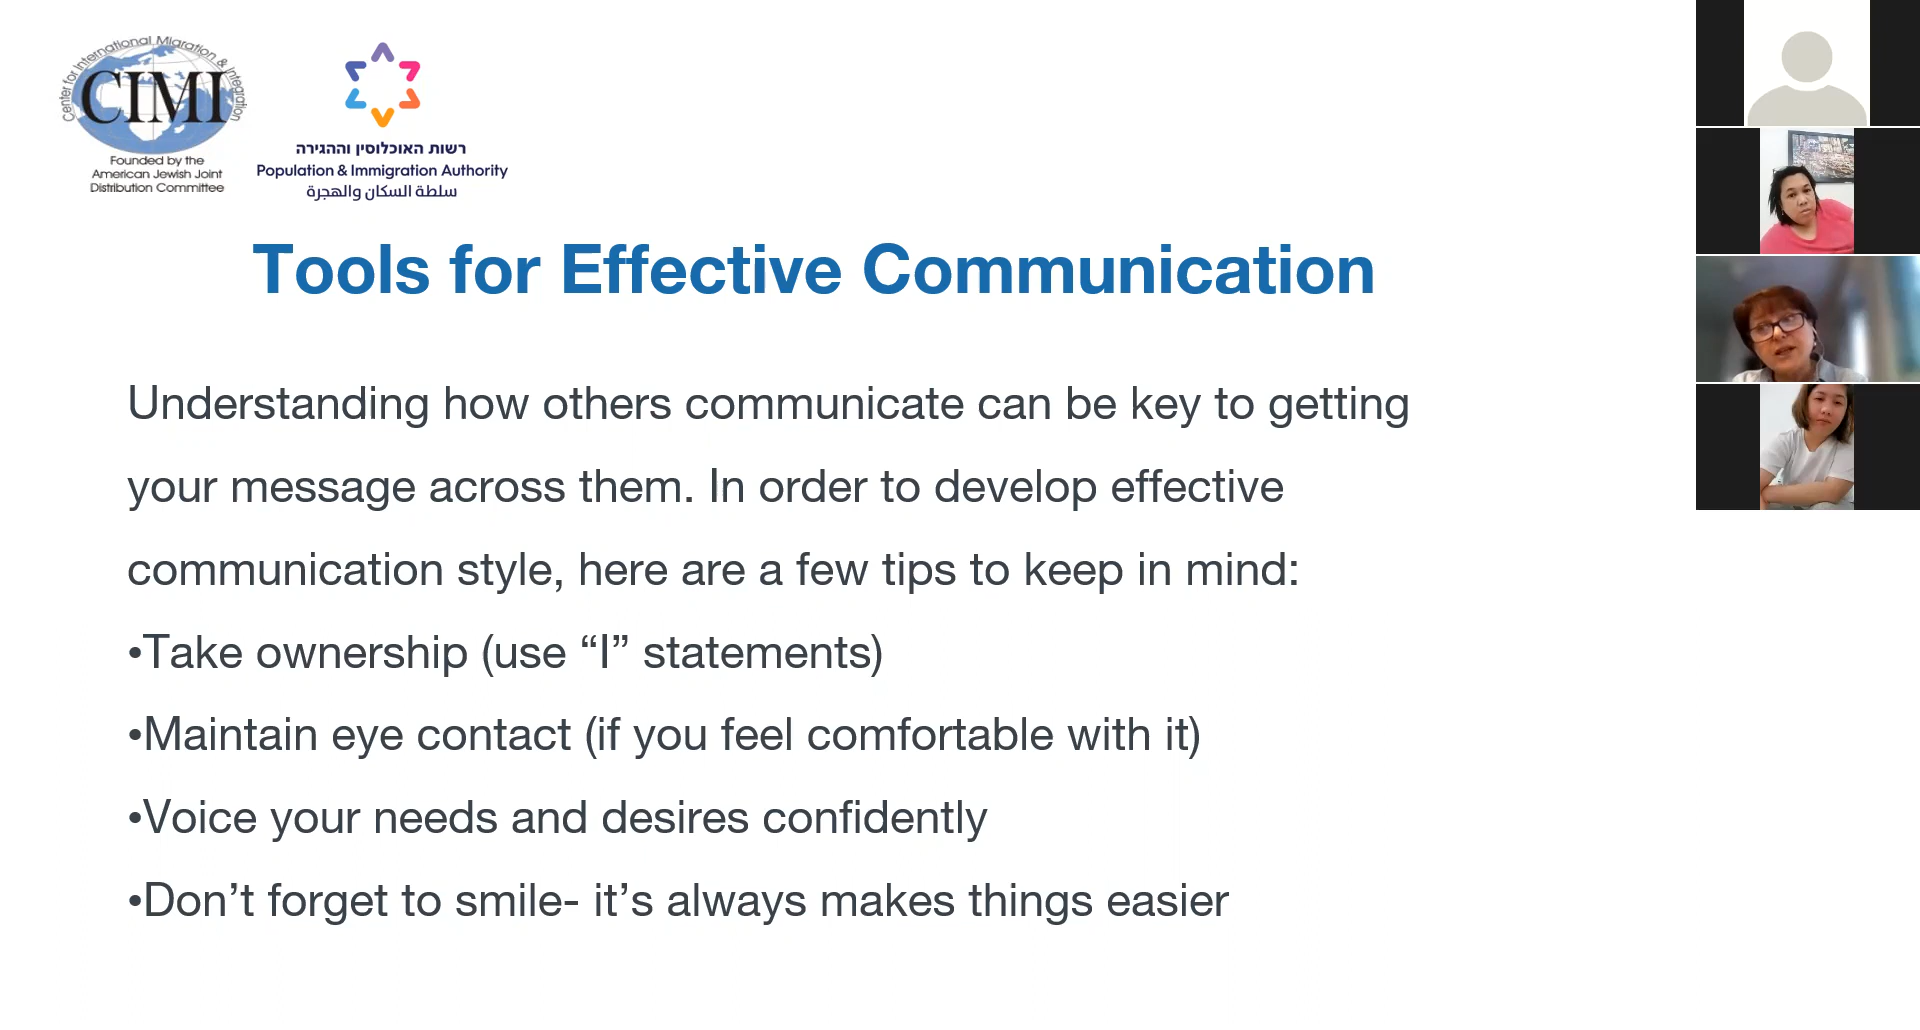 Center for International Migration & Integration
CIMI
Founded by the
American Jewish Joint
Distribution Committee
רשות האוכלוסין וההגירה
Population & Immigration Authority
سلطة السكان والهجرة
Tools for Effective Communication
Understanding how others communicate can be key to getting
your message across them. In order to develop effective
communication style, here are a few tips to keep in mind:
•Take ownership (use “I” statements)
•Maintain eye contact (if you feel comfortable with it)
•Voice your needs and desires confidently
•Don’t forget to smile- it’s always makes things easier